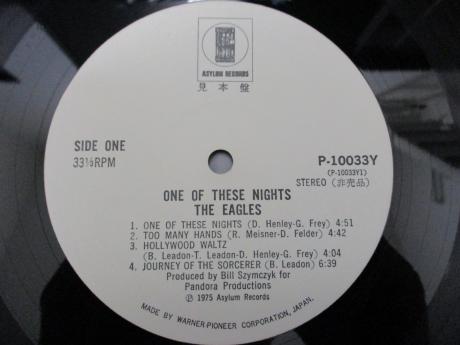 ASYLUM RECORDS
見本盤
SIDE ONE
33⅓RPM
P-10033Y
(P-10033Y1)
STEREO (非売品)
ONE OF THESE NIGHTS
THE EAGLES
1. ONE OF THESE NIGHTS (D. Henley-G. Frey) 4:51
2. TOO MANY HANDS (R. Meisner-D. Felder) 4:42
3. HOLLYWOOD WALTZ
(B. Leadon-T. Leadon-D. Henley-G. Frey) 4:04
4. JOURNEY OF THE SORCERER (B. Leadon) 6:39
Produced by Bill Szymczyk for
Pandora Productions
Ⓟ 1975 Asylum Records
MADE BY WARNER-PIONEER CORPORATION, JAPAN.